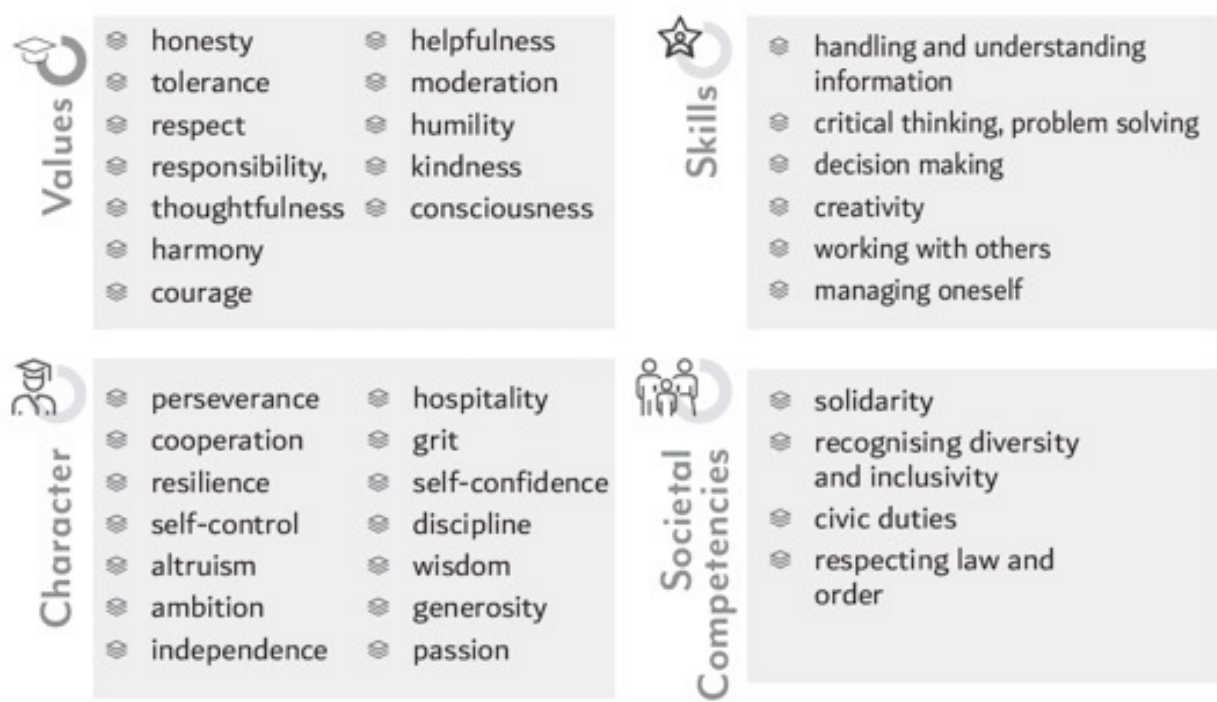 Values
honesty
tolerance
respect
responsibility,
thoughtfulness
harmony
courage
helpfulness
moderation
humility
kindness
consciousness
Skills
handling and understanding
information
critical thinking, problem solving
decision making
creativity
working with others
managing oneself
Character
perseverance
cooperation
resilience
self-control
altruism
ambition
independence
hospitality
grit
self-confidence
discipline
wisdom
generosity
passion
Societal
Competencies
solidarity
recognising diversity
and inclusivity
civic duties
respecting law and
order